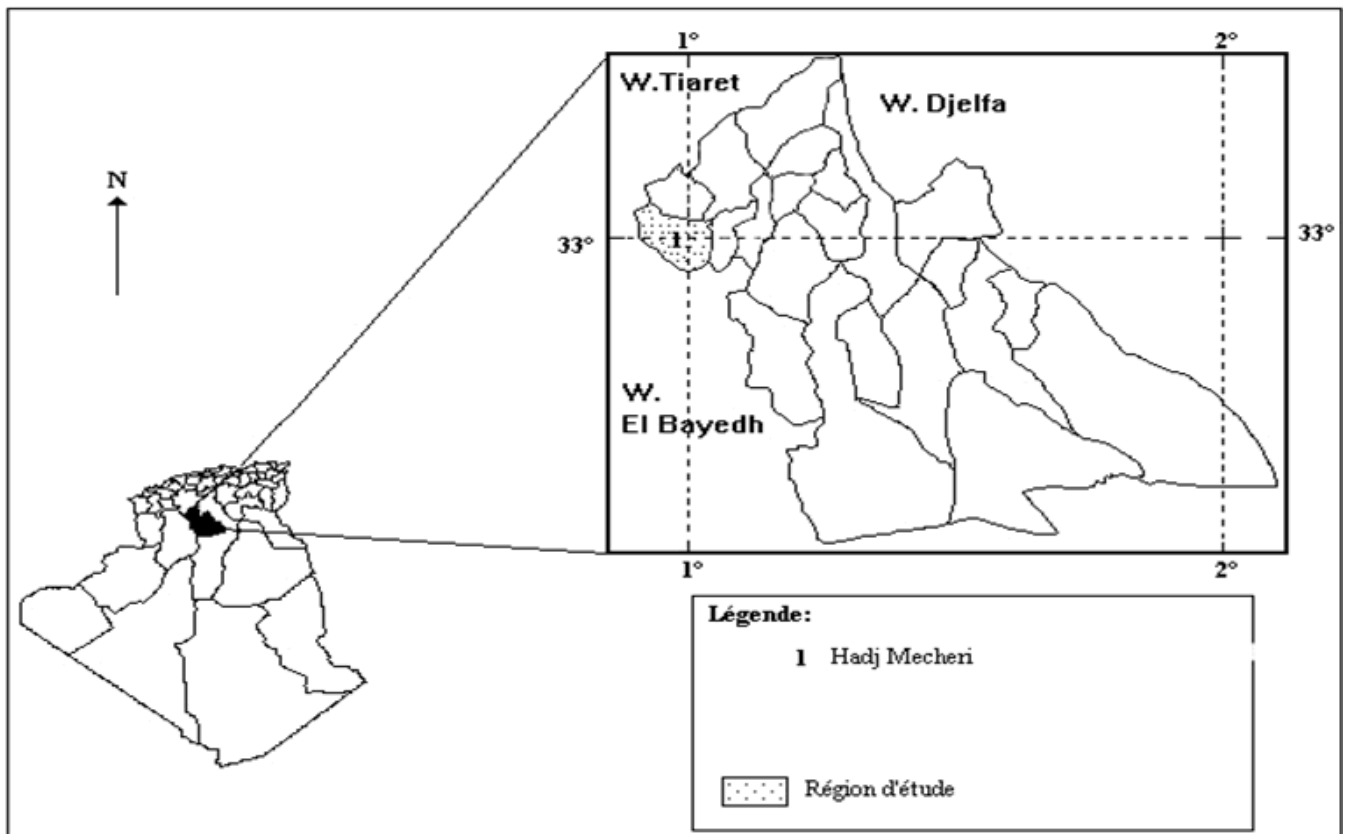 1°
2°
W.Tiaret
W. Djelfa
N
33°
1
33°
W.
El Bayedh
1°
2°
Légende:
1 Hadj Mecheri
Région d'étude